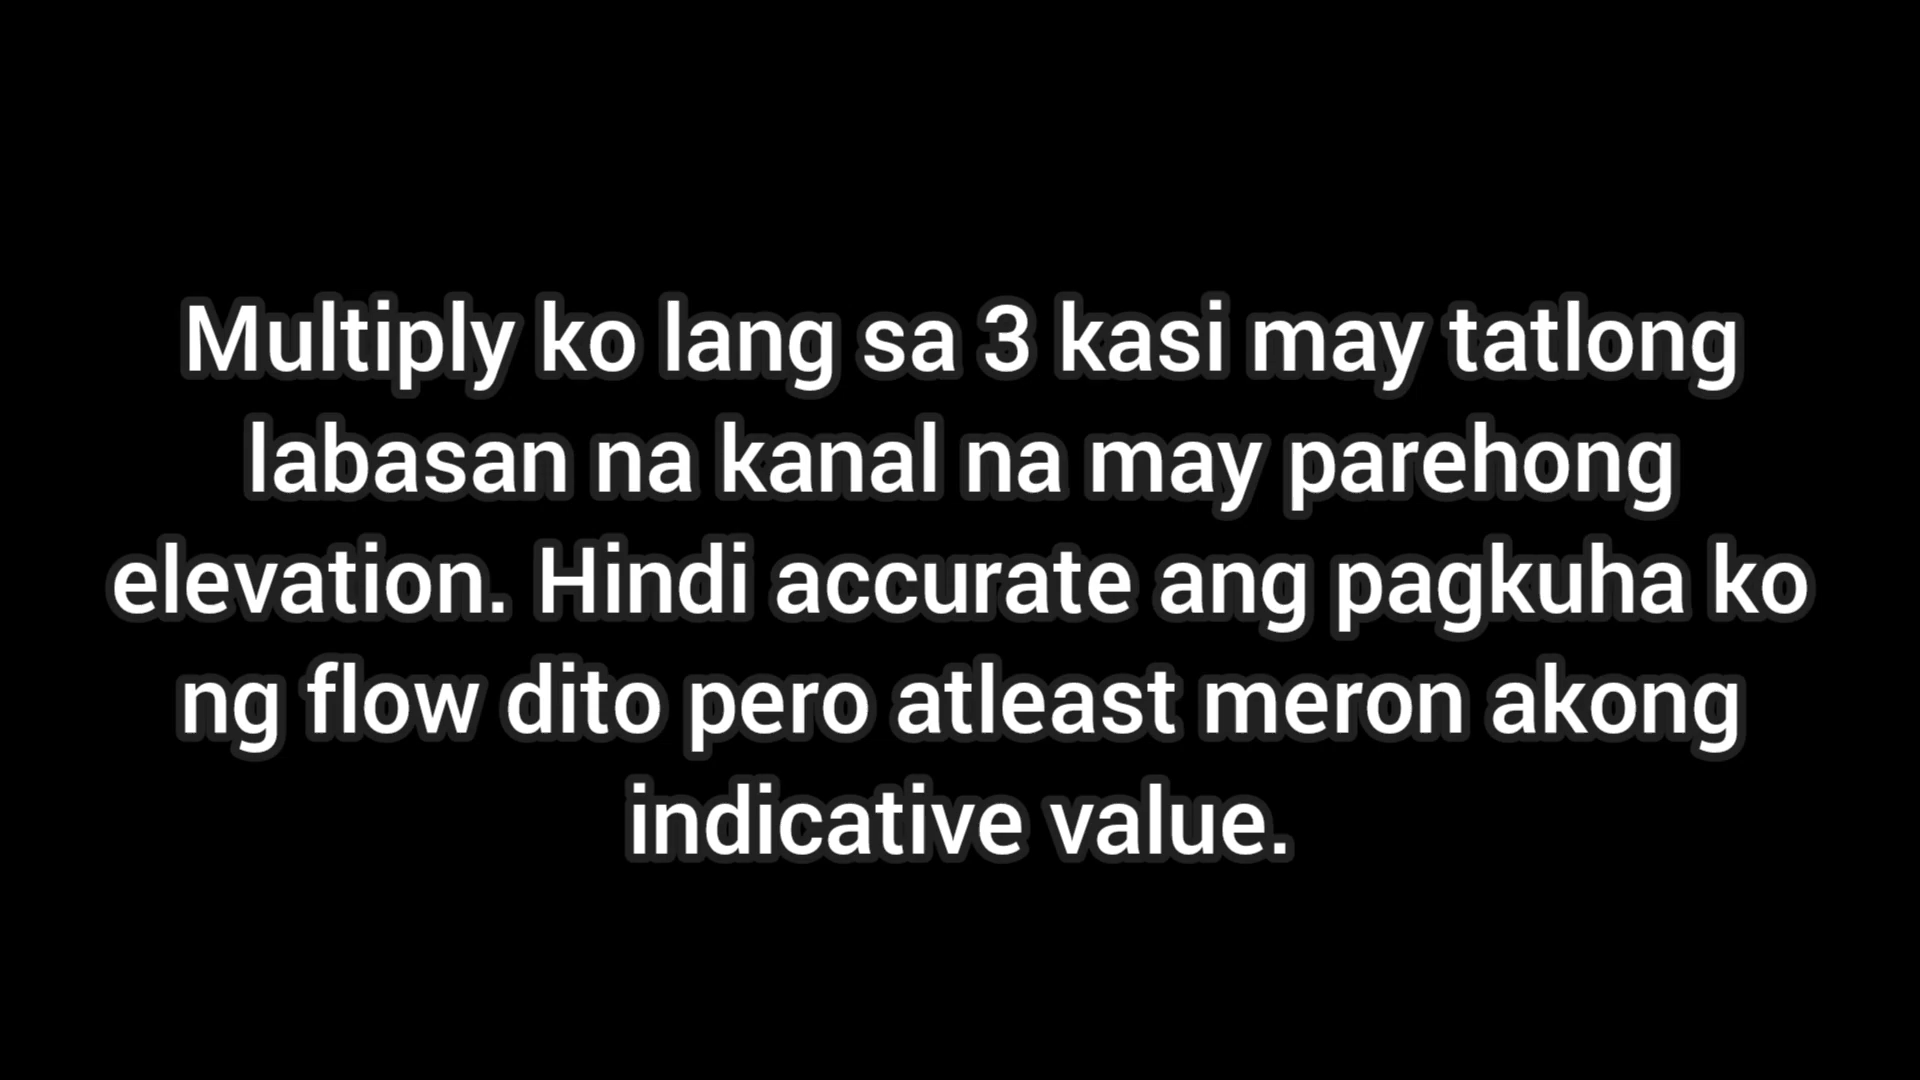 Multiply ko lang sa 3 kasi may tatlong
labasan na kanal na may parehong
elevation. Hindi accurate ang pagkuha ko
ng flow dito pero atleast meron akong
indicative value.